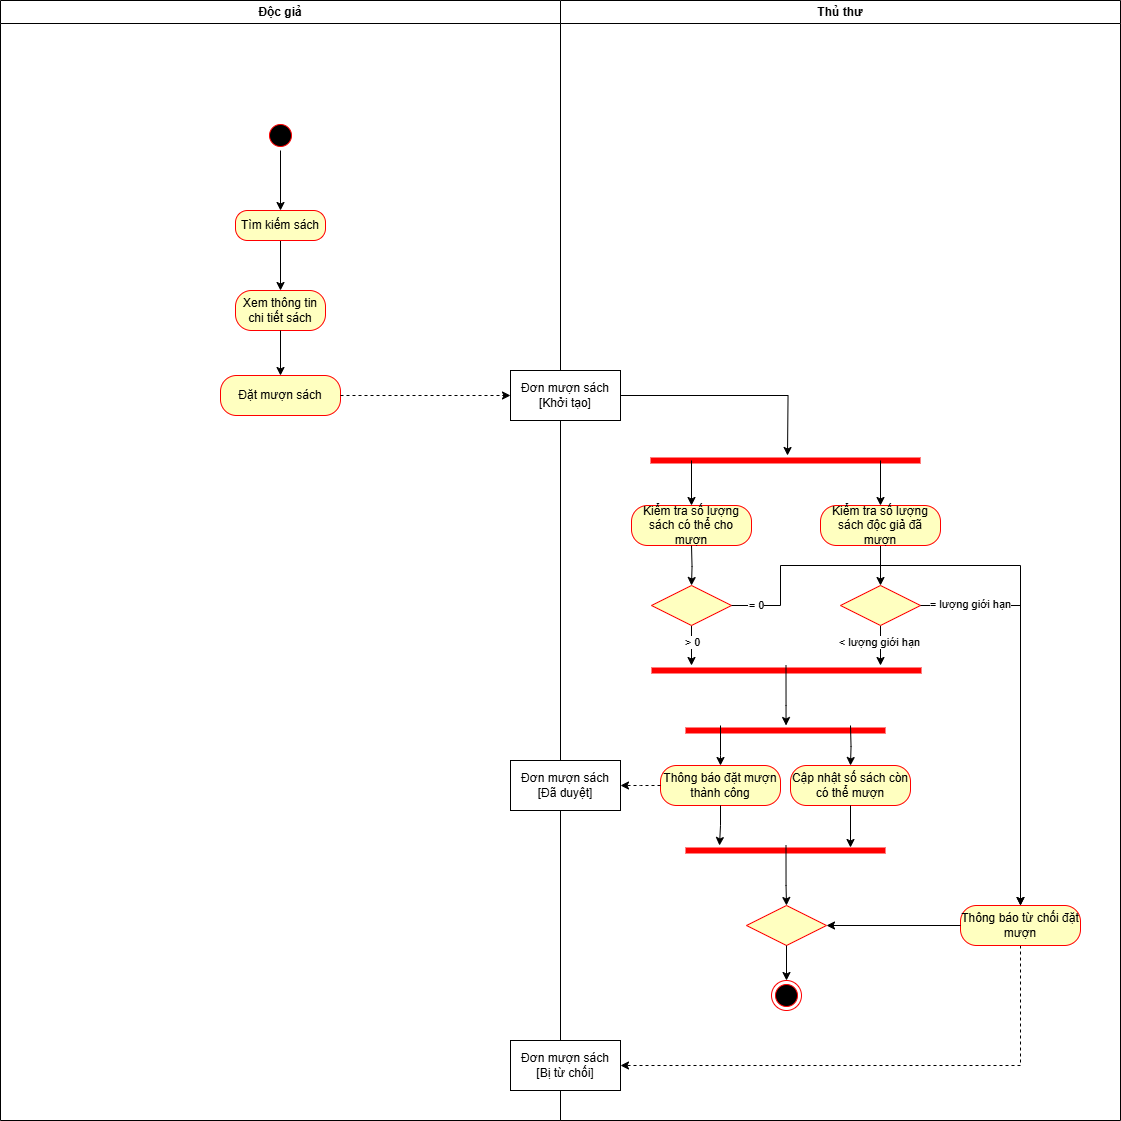 Độc giả
Thủ thư
Tìm kiếm sách
Xem thông tin
chi tiết sách
Đặt mượn sách
Đơn mượn sách
[Khởi tạo]
Kiểm tra số lượng
sách có thể cho
mượn
Kiểm tra số lượng
sách độc giả đã
mượn
= 0
= lượng giới hạn
> 0
< lượng giới hạn
Đơn mượn sách
[Đã duyệt]
Thông báo đặt mượn
thành công
Cập nhật số sách còn
có thể mượn
Thông báo từ chối đặt
mượn
Đơn mượn sách
[Bị từ chối]